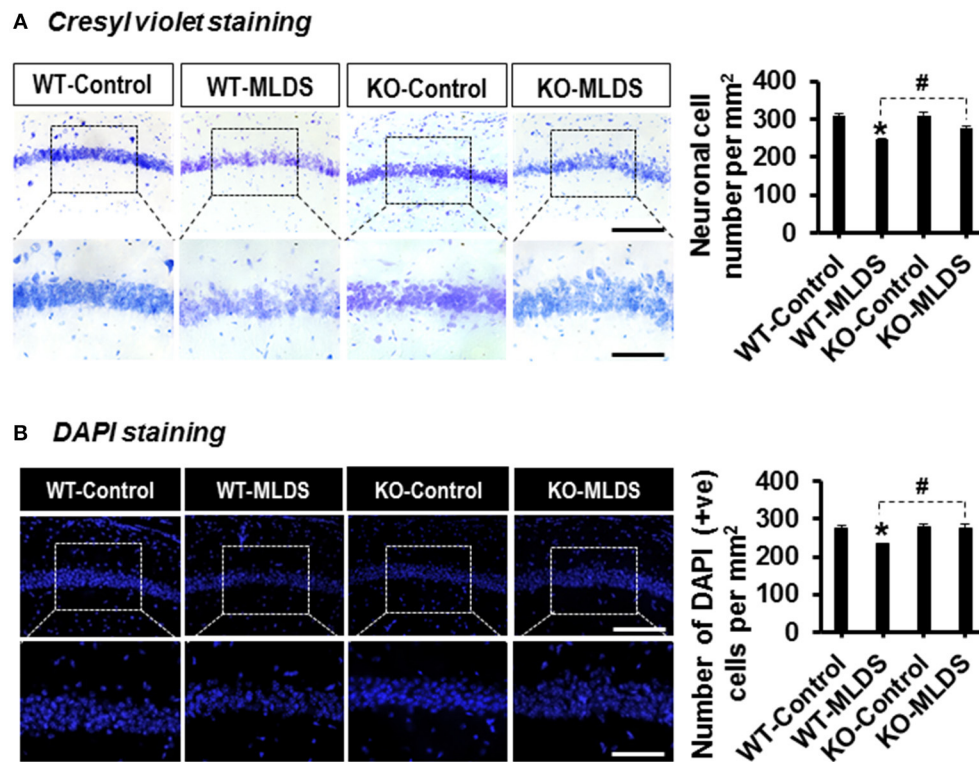 A Cresyl violet staining
WT-Control WT-MLDS KO-Control KO-MLDS
Neuronal cell
number per mm²
400
300
200
100
0
#
*
WT-Control
WT-MLDS
KO-Control
KO-MLDS
B DAPI staining
WT-Control WT-MLDS KO-Control KO-MLDS
Number of DAPI (+ve)
cells per mm²
400
300
200
100
0
#
*
WT-Control
WT-MLDS
KO-Control
KO-MLDS